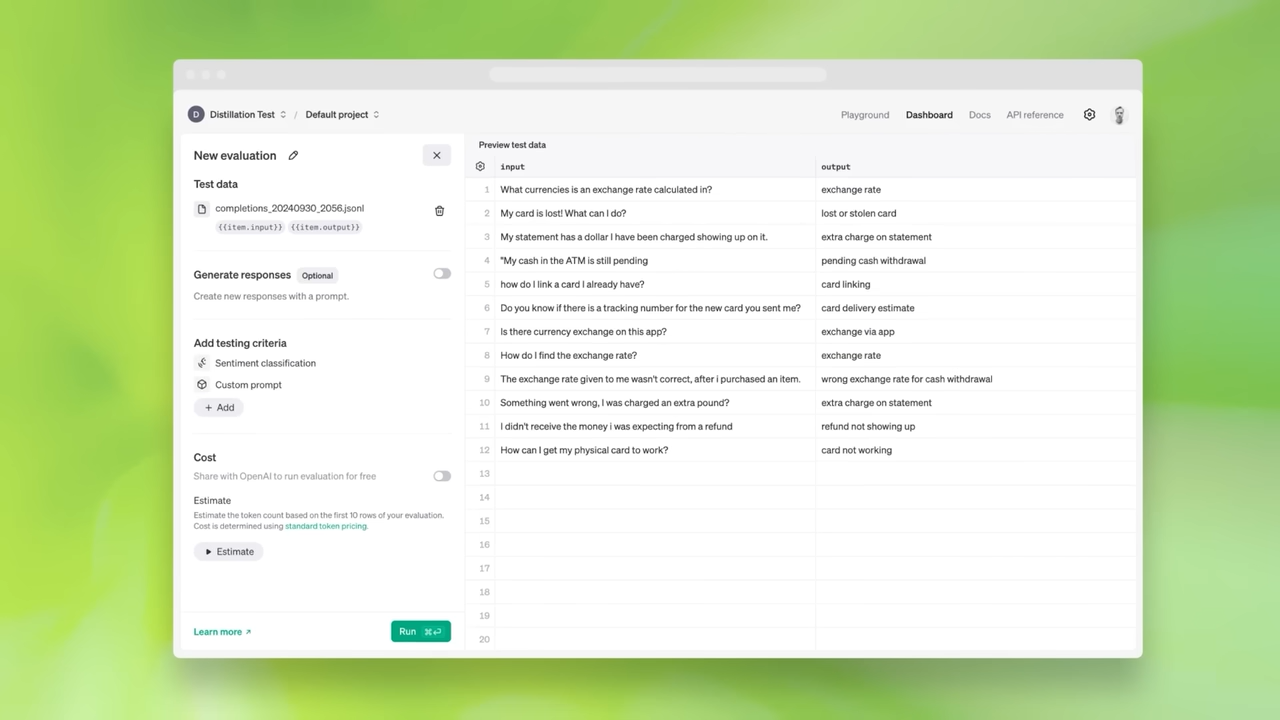 D Distillation Test / Default project
Playground Dashboard Docs API reference
New evaluation
Test data
completions_20240930_2056.jsonl
{{item.input}} {{item.output}}
Generate responses Optional
Create new responses with a prompt.
Add testing criteria
Sentiment classification
Custom prompt
+ Add
Cost
Share with OpenAI to run evaluation for free
Estimate
Estimate the token count based on the first 10 rows of your evaluation.
Cost is determined using standard token pricing.
Estimate
Learn more ↗
Run ⌘⏎
Preview test data
input output
1 What currencies is an exchange rate calculated in? exchange rate
2 My card is lost! What can I do? lost or stolen card
3 My statement has a dollar I have been charged showing up on it. extra charge on statement
4 "My cash in the ATM is still pending pending cash withdrawal
5 how do I link a card I already have? card linking
6 Do you know if there is a tracking number for the new card you sent me? card delivery estimate
7 Is there currency exchange on this app? exchange via app
8 How do I find the exchange rate? exchange rate
9 The exchange rate given to me wasn't correct, after i purchased an item. wrong exchange rate for cash withdrawal
10 Something went wrong, I was charged an extra pound? extra charge on statement
11 I didn't receive the money i was expecting from a refund refund not showing up
12 How can I get my physical card to work? card not working
13
14
15
16
17
18
19
20